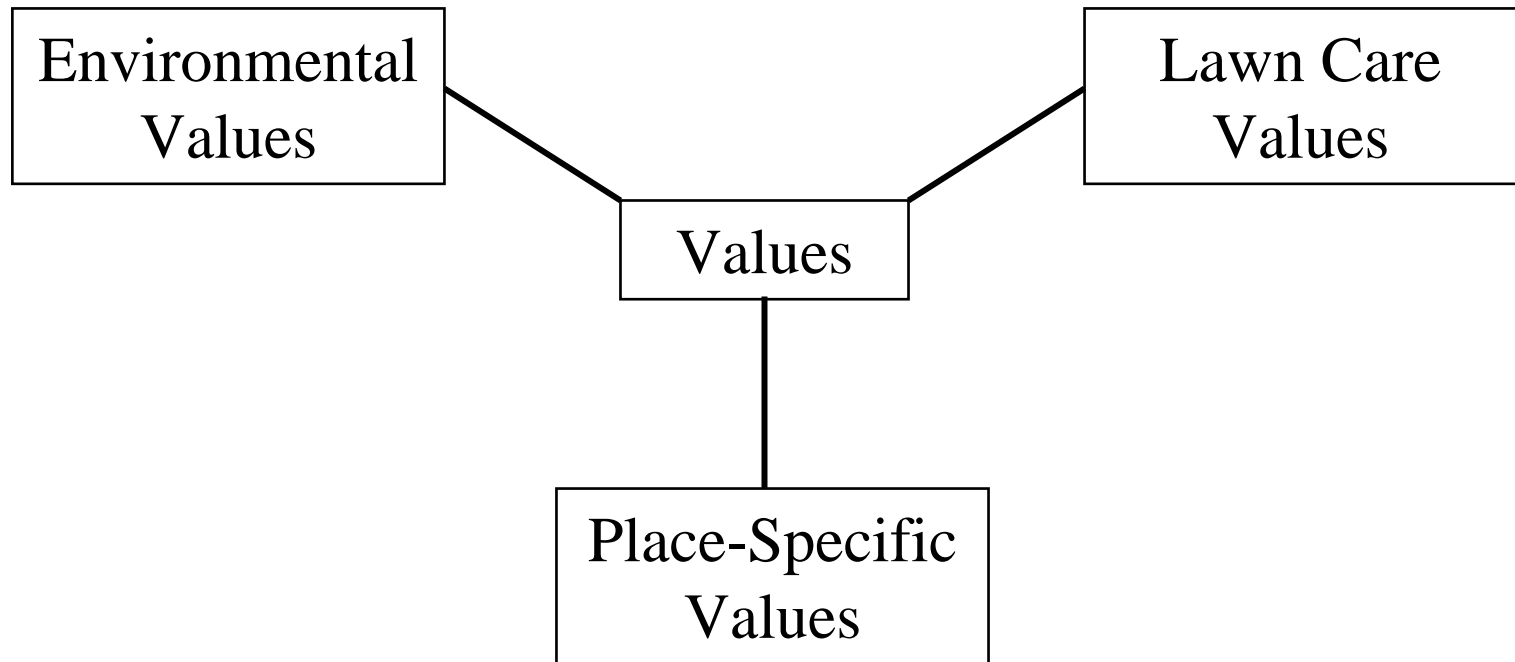 Environmental
Values
Lawn Care
Values
Values
Place-Specific
Values